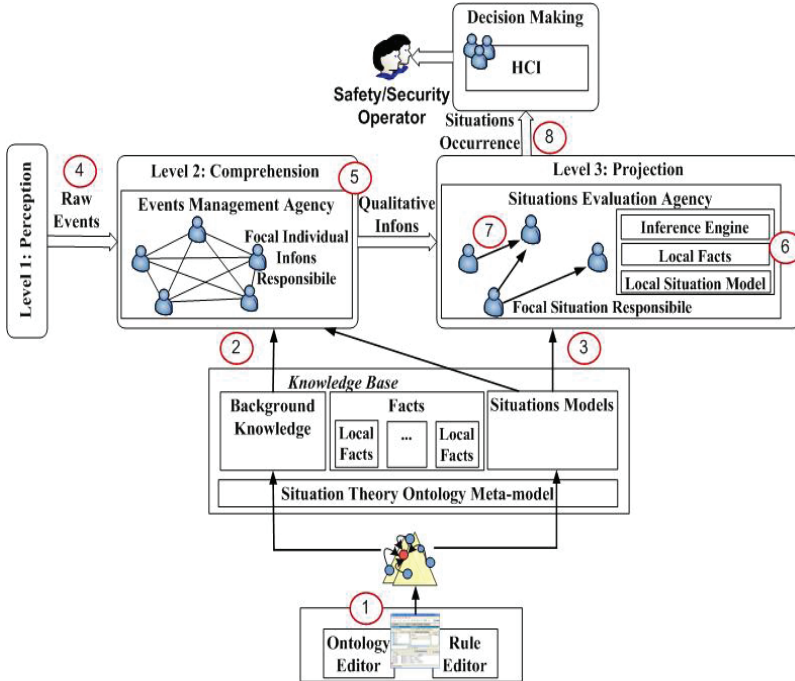 Decision Making
HCI
Safety/Security
Operator
Situations
Occurrence
8
Level 1: Perception
4
Raw
Events
Level 2: Comprehension
5
Events Management Agency
Focal Individual
Infons
Responsibile
Qualitative
Infons
Level 3: Projection
Situations Evaluation Agency
7
Inference Engine
Local Facts
Local Situation Model
6
Focal Situation Responsibile
2
3
Knowledge Base
Background
Knowledge
Facts
Local
Facts
...
Local
Facts
Situations Models
Situation Theory Ontology Meta-model
1
Ontology
Editor
Rule
Editor